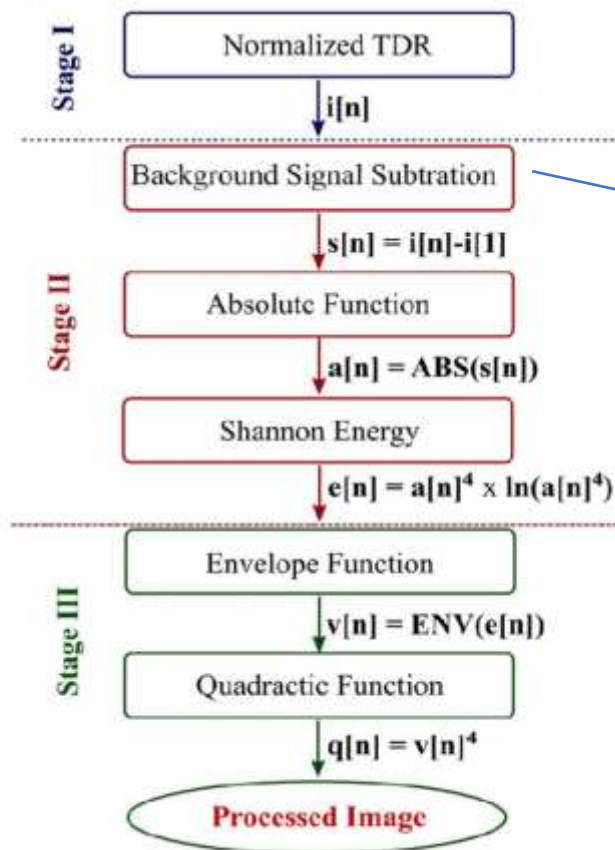 Stage I
Normalized TDR
i[n]
Stage II
Background Signal Subtration
s[n] = i[n]-i[1]
Absolute Function
a[n] = ABS(s[n])
Shannon Energy
e[n] = a[n]⁴ x ln(a[n]⁴)
Stage III
Envelope Function
v[n] = ENV(e[n])
Quadractic Function
q[n] = v[n]⁴
Processed Image